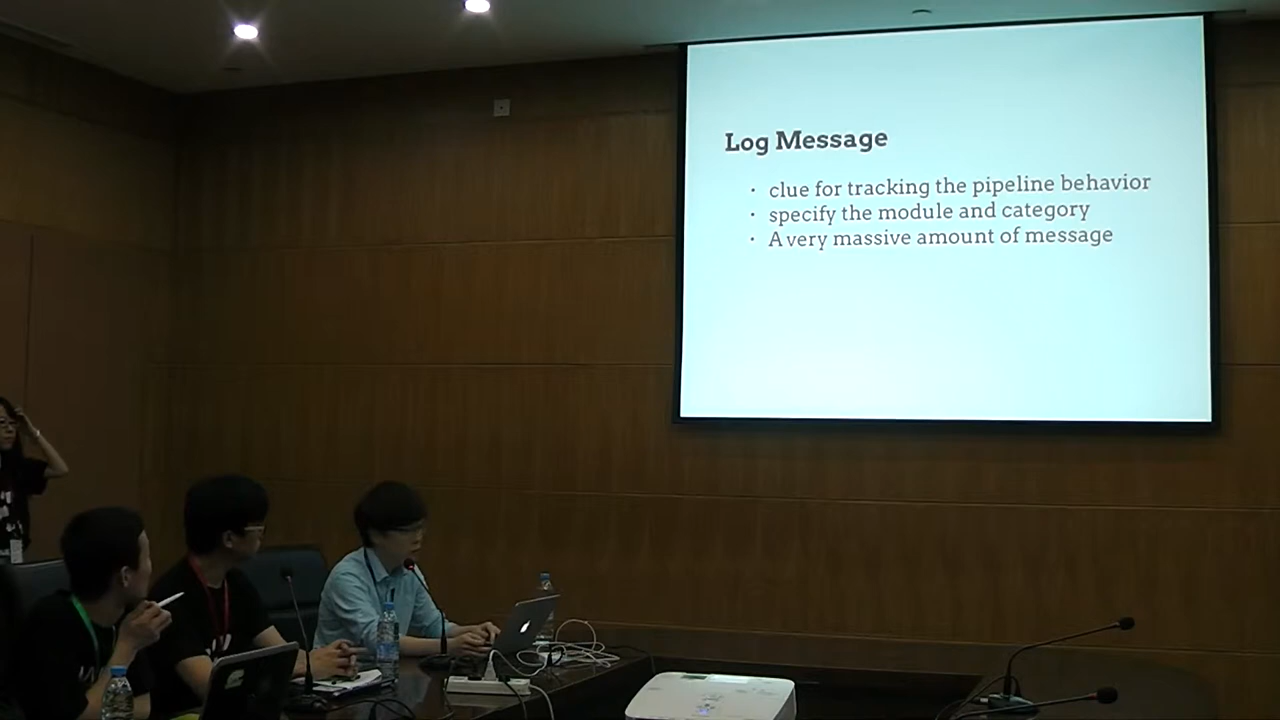 Log Message
· clue for tracking the pipeline behavior
· specify the module and category
· A very massive amount of message